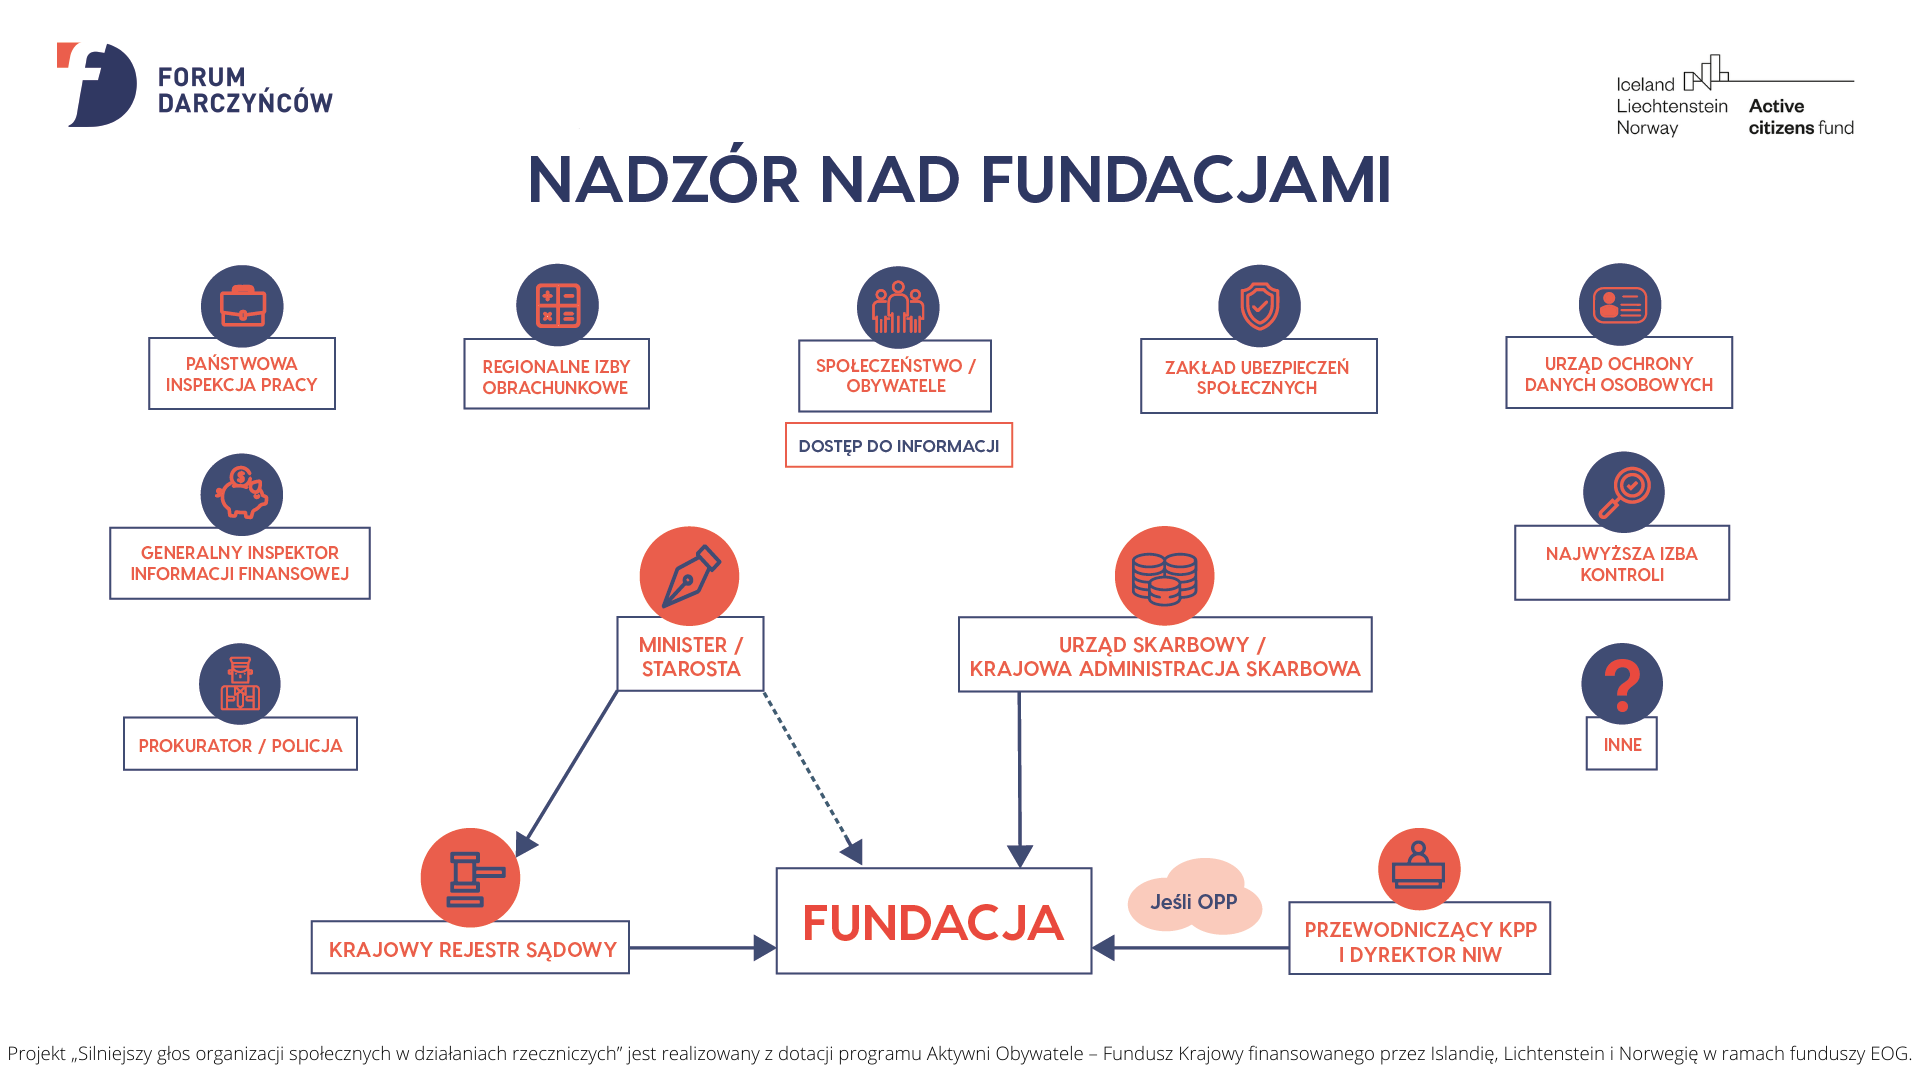 FORUM
DARCZYŃCÓW
Iceland
Liechtenstein
Norway
Active
citizens fund
NADZÓR NAD FUNDACJAMI
PAŃSTWOWA
INSPEKCJA PRACY
REGIONALNE IZBY
OBRACHUNKOWE
SPOŁECZEŃSTWO /
OBYWATELE
DOSTĘP DO INFORMACJI
ZAKŁAD UBEZPIECZEŃ
SPOŁECZNYCH
URZĄD OCHRONY
DANYCH OSOBOWYCH
GENERALNY INSPEKTOR
INFORMACJI FINANSOWEJ
NAJWYŻSZA IZBA
KONTROLI
MINISTER /
STAROSTA
URZĄD SKARBOWY /
KRAJOWA ADMINISTRACJA SKARBOWA
PROKURATOR / POLICJA
INNE
KRAJOWY REJESTR SĄDOWY
FUNDACJA
Jeśli OPP
PRZEWODNICZĄCY KPP
I DYREKTOR NIW
Projekt „Silniejszy głos organizacji społecznych w działaniach rzeczniczych” jest realizowany z dotacji programu Aktywni Obywatele – Fundusz Krajowy finansowanego przez Islandię, Lichtenstein i Norwegię w ramach funduszy EOG.